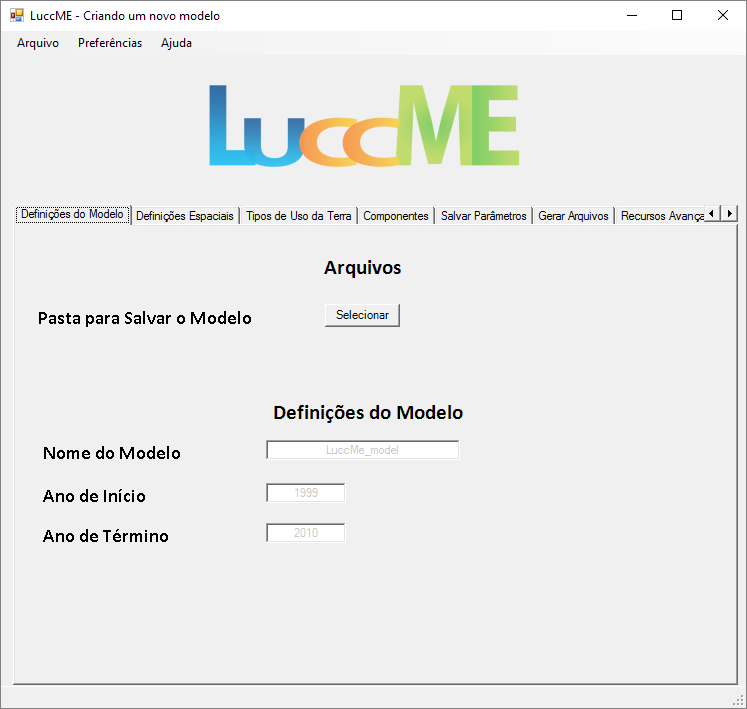 LuccME - Criando um novo modelo
Arquivo Preferências Ajuda
LuccME
Definições do Modelo Definições Espaciais Tipos de Uso da Terra Componentes Salvar Parâmetros Gerar Arquivos Recursos Avança
Arquivos
Pasta para Salvar o Modelo Selecionar
Definições do Modelo
Nome do Modelo LuccMe_model
Ano de Início 1999
Ano de Término 2010